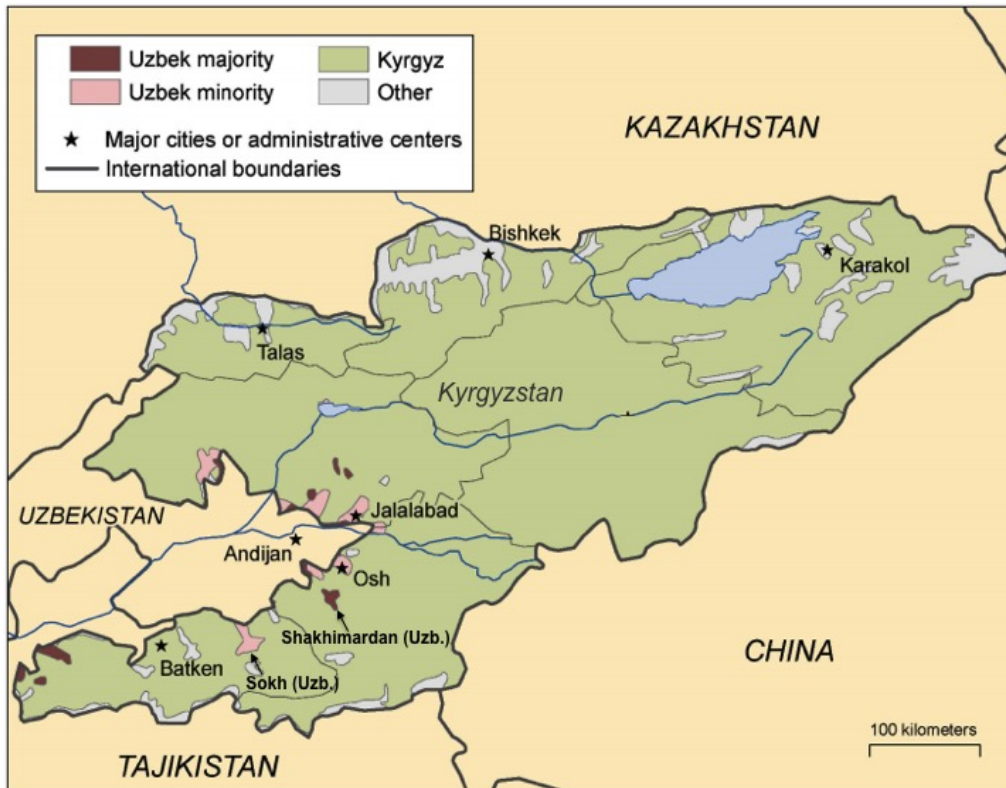 Uzbek majority
Kyrgyz
Uzbek minority
Other
Major cities or administrative centers
International boundaries
KAZAKHSTAN
Bishkek
Karakol
Talas
Kyrgyzstan
Jalalabad
UZBEKISTAN
Andijan
Osh
Shakhimardan (Uzb.)
Batken
Sokh (Uzb.)
CHINA
100 kilometers
TAJIKISTAN